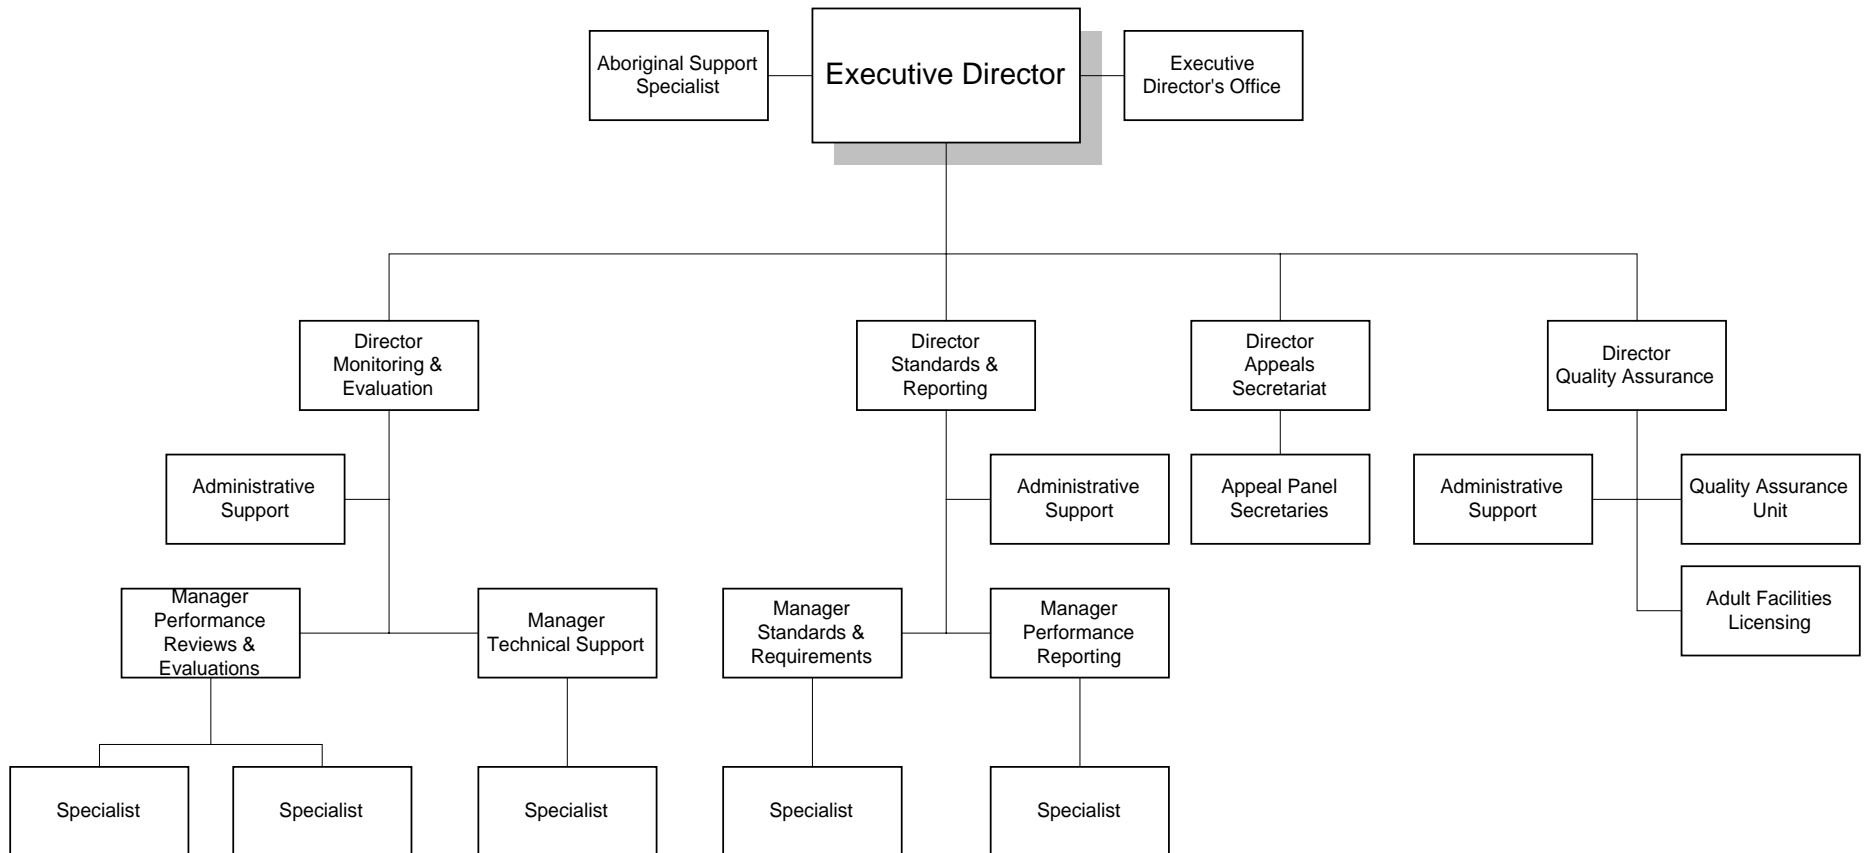 Aboriginal Support
Specialist
Executive Director
Executive
Director's Office
Director
Monitoring &
Evaluation
Director
Standards &
Reporting
Director
Appeals
Secretariat
Director
Quality Assurance
Administrative
Support
Administrative
Support
Appeal Panel
Secretaries
Administrative
Support
Quality Assurance
Unit
Manager
Performance
Reviews &
Evaluations
Manager
Technical Support
Manager
Standards &
Requirements
Manager
Performance
Reporting
Adult Facilities
Licensing
Specialist
Specialist
Specialist
Specialist
Specialist